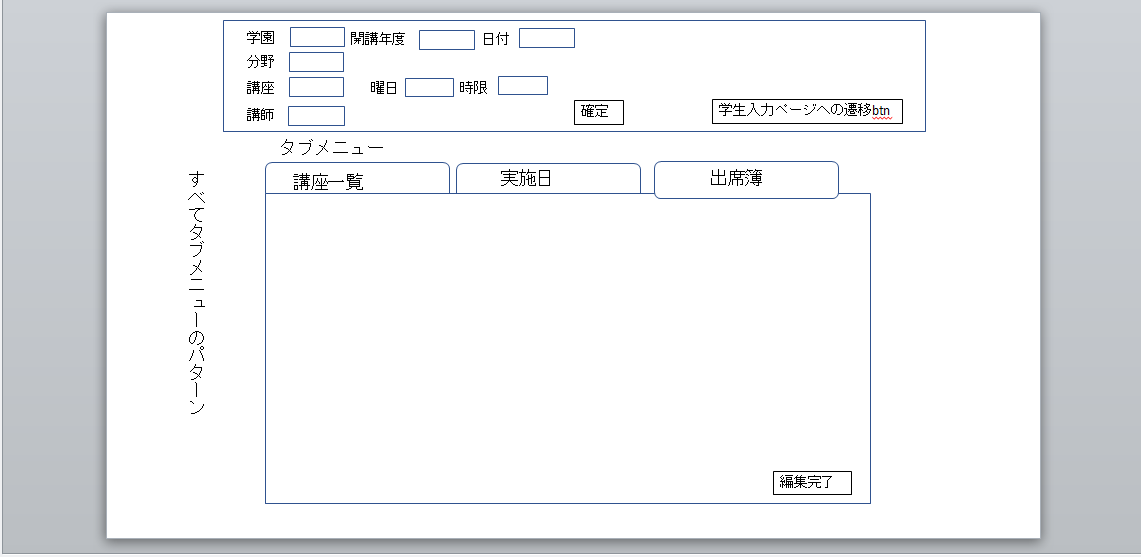 学園 開講年度 日付
分野
講座 曜日 時限
講師 確定 学生入力ページへの遷移btn
タブメニュー
講座一覧 実施日 出席簿
すべてタブメニューのパターン
編集完了